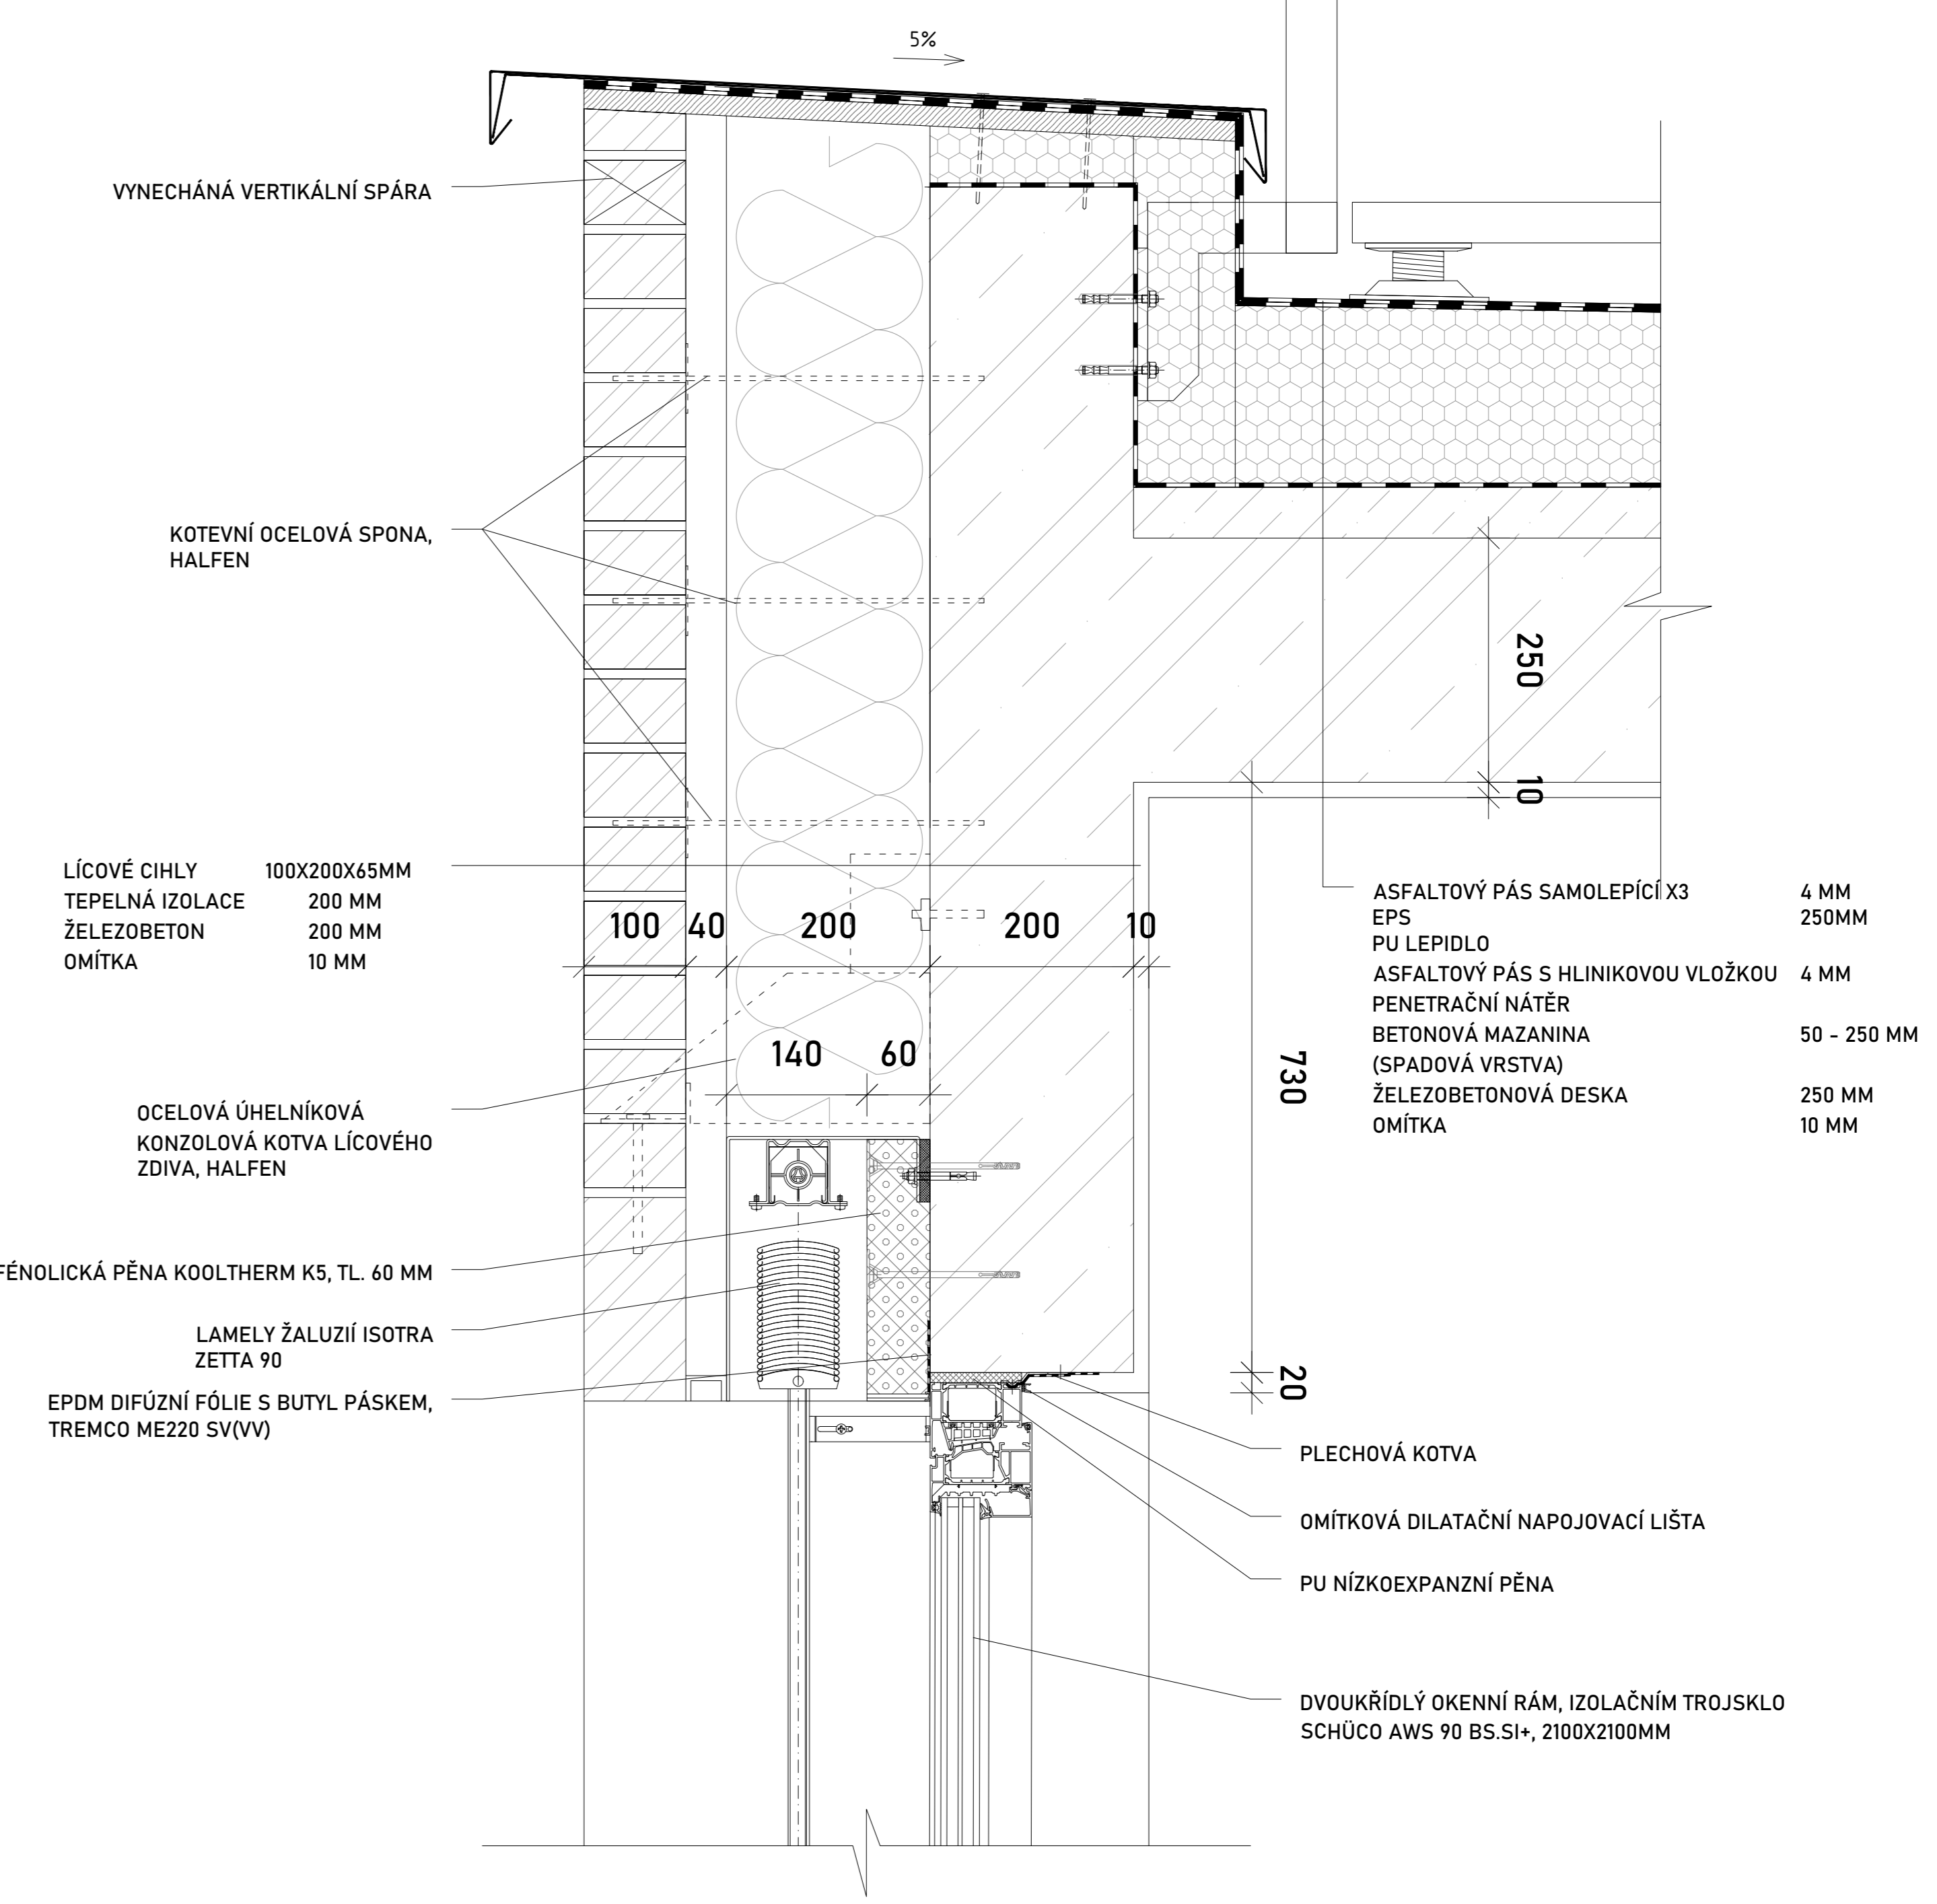 5%
VYNECHÁNÁ VERTIKÁLNÍ SPÁRA
KOTEVNÍ OCELOVÁ SPONA,
HALFEN
250
10
LÍCOVÉ CIHLY 100X200X65MM
TEPELNÁ IZOLACE 200 MM
ŽELEZOBETON 200 MM
OMÍTKA 10 MM
100 40 200 200 10
140 60
730
20
ASFALTOVÝ PÁS SAMOLEPÍCÍ X3 4 MM
EPS 250MM
PU LEPIDLO
ASFALTOVÝ PÁS S HLINIKOVOU VLOŽKOU 4 MM
PENETRAČNÍ NÁTĚR
BETONOVÁ MAZANINA 50 - 250 MM
(SPADOVÁ VRSTVA)
ŽELEZOBETONOVÁ DESKA 250 MM
OMÍTKA 10 MM
OCELOVÁ ÚHELNÍKOVÁ
KONZOLOVÁ KOTVA LÍCOVÉHO
ZDIVA, HALFEN
FÉNOLICKÁ PĚNA KOOLTHERM K5, TL. 60 MM
LAMELY ŽALUZIÍ ISOTRA
ZETTA 90
EPDM DIFÚZNÍ FÓLIE S BUTYL PÁSKEM,
TREMCO ME220 SV(VV)
PLECHOVÁ KOTVA
OMÍTKOVÁ DILATAČNÍ NAPOJOVACÍ LIŠTA
PU NÍZKOEXPANZNÍ PĚNA
DVOUKŘÍDLÝ OKENNÍ RÁM, IZOLAČNÍM TROJSKLO
SCHÜCO AWS 90 BS.SI+, 2100X2100MM